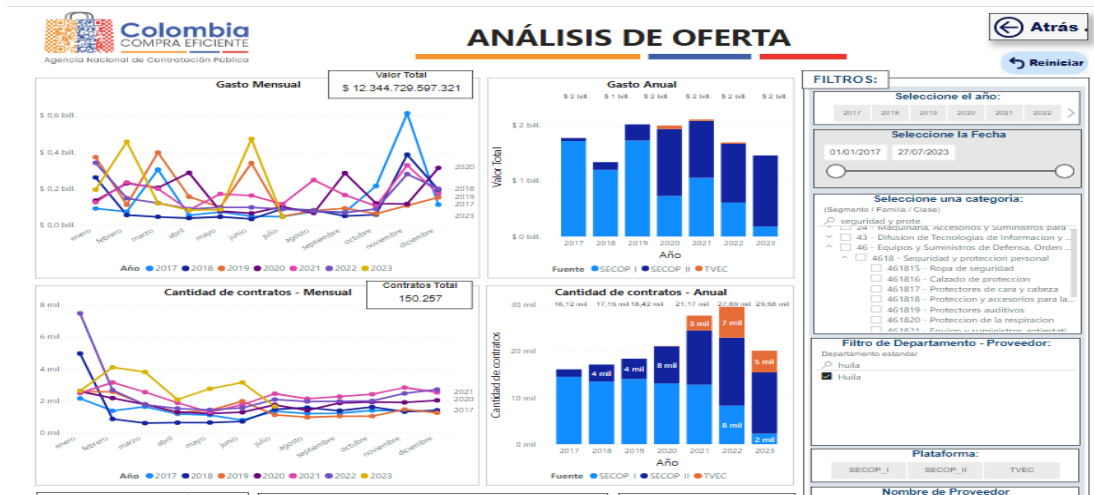 Colombia
COMPRA EFICIENTE
Agencia Nacional de Contratación Pública
ANÁLISIS DE OFERTA
Atrás .
Reiniciar
Gasto Mensual
Valor Total
$ 12.344.729.597.321
$ 0,6 bill.
$ 0,4 bill.
$ 0,2 bill.
$ 0,0 bill.
2020
2018
2019
2017
2023
enero
febrero
marzo
abril
mayo
junio
julio
agosto
septiembre
octubre
noviembre
diciembre
Año 2017 2018 2019 2020 2021 2022 2023
Gasto Anual
$ 2 bill. $ 1 bill. $ 2 bill. $ 2 bill. $ 2 bill. $ 2 bill.
Valor Total
$ 2 bill.
$ 1 bill.
$ 0 bill.
2017 2018 2019 2020 2021 2022 2023
Año
Fuente SECOP_I SECOP_II TVEC
FILTROS:
Seleccione el año:
2017 2018 2019 2020 2021 2022 >
Seleccione la Fecha
01/01/2017 27/07/2023
Seleccione una categoria:
(Segmento / Familia / Clase)
seguridad y prote
24 - Maquinaria, Accesorios y Suministros para
43 - Difusion de Tecnologias de Informacion y ...
46 - Equipos y Suministros de Defensa, Orden ...
4618 - Seguridad y proteccion personal
461815 - Ropa de seguridad
461816 - Calzado de proteccion
461817 - Protectores de cara y cabeza
461818 - Proteccion y accesorios para la...
461819 - Protectores auditivos
461820 - Proteccion de la respiracion
461821 - Equipo y suministros antiestati...
Cantidad de contratos - Mensual
Contratos Total
150.257
8 mil
6 mil
4 mil
2 mil
0 mil
2021
2020
2017
enero
febrero
marzo
abril
mayo
junio
julio
agosto
septiembre
octubre
noviembre
diciembre
Año 2017 2018 2019 2020 2021 2022 2023
Cantidad de contratos - Anual
16,12 mil 17,15 mil 18,42 mil 21,17 mil 27,69 mil 29,58 mil
Cantidad de contratos
30 mil
20 mil
10 mil
0 mil
4 mil
4 mil
8 mil
3 mil
7 mil
8 mil
5 mil
2 mil
2017 2018 2019 2020 2021 2022 2023
Año
Fuente SECOP_I SECOP_II TVEC
Filtro de Departamento - Proveedor:
Departamento estandar
huila
Huila
Plataforma:
SECOP_I SECOP_II TVEC
Nombre de Proveedor